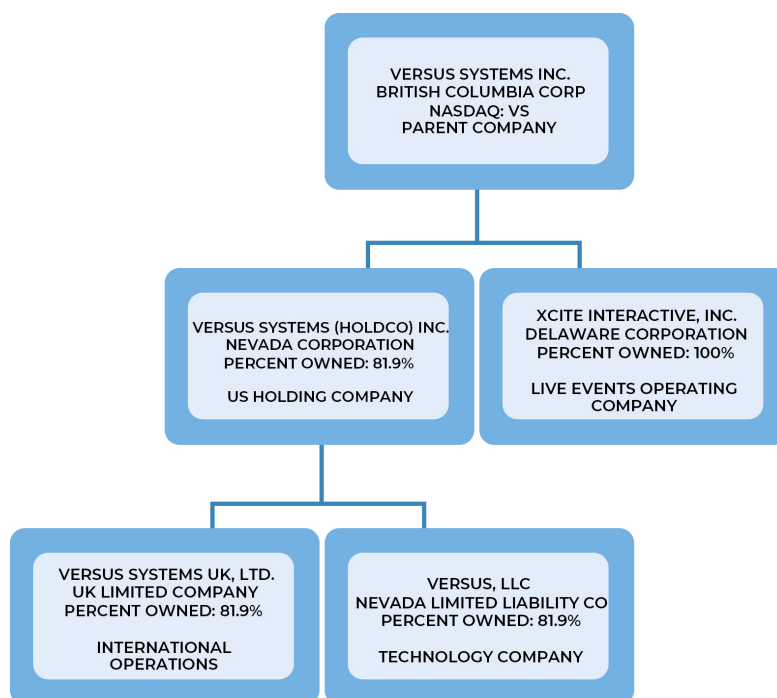 VERSUS SYSTEMS INC.
BRITISH COLUMBIA CORP
NASDAQ: VS
PARENT COMPANY
VERSUS SYSTEMS (HOLDCO) INC.
NEVADA CORPORATION
PERCENT OWNED: 81.9%
US HOLDING COMPANY
XCITE INTERACTIVE, INC.
DELAWARE CORPORATION
PERCENT OWNED: 100%
LIVE EVENTS OPERATING
COMPANY
VERSUS SYSTEMS UK, LTD.
UK LIMITED COMPANY
PERCENT OWNED: 81.9%
INTERNATIONAL
OPERATIONS
VERSUS, LLC
NEVADA LIMITED LIABILITY CO
PERCENT OWNED: 81.9%
TECHNOLOGY COMPANY